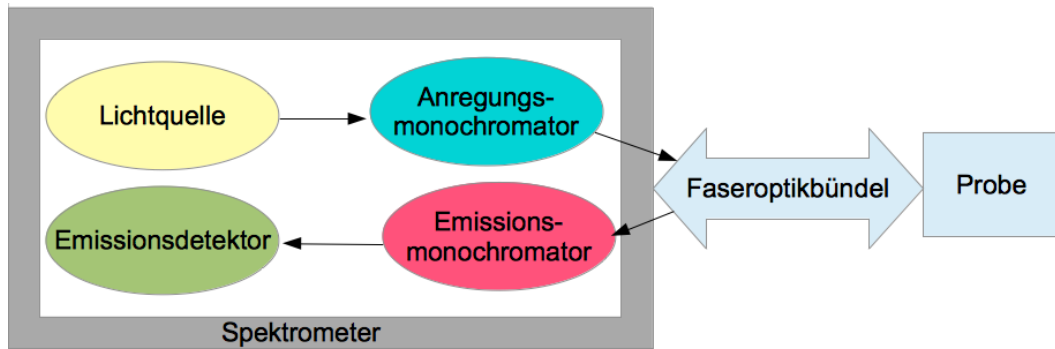 Lichtquelle
Anregungs-
monochromator
Faseroptikbündel
Probe
Emissionsdetektor
Emissions-
monochromator
Spektrometer